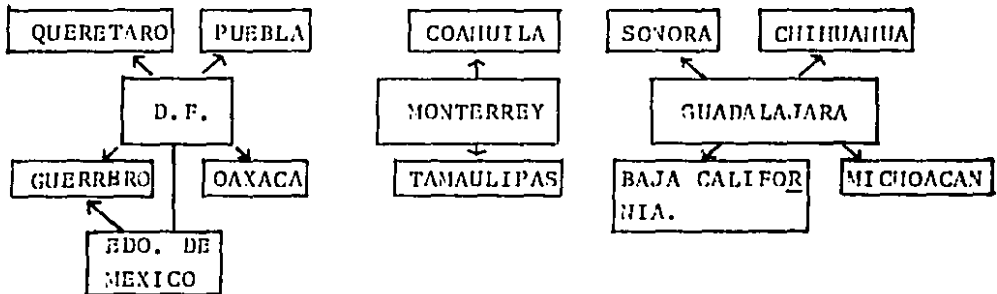 QUERETARO PUEBLA COAHUILA SONORA CHIHUAHUA
D.F. MONTERREY GUADALAJARA
GUERRERO OAXACA TAMAULIPAS BAJA CALIFOR MICHOACAN
NIA.
EDO. DE
MEXICO